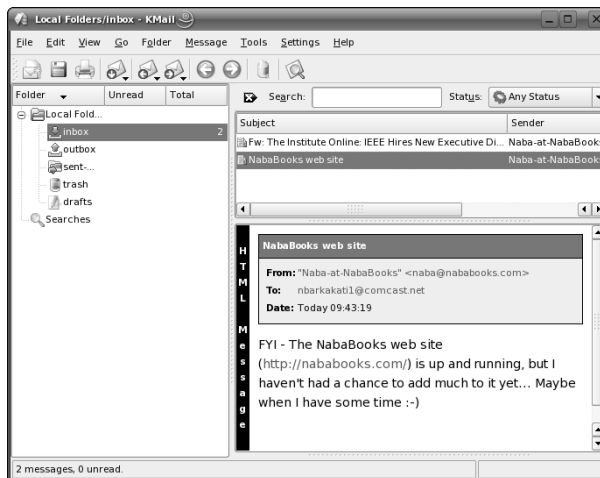 Local Folders/inbox - KMail
File Edit View Go Folder Message Tools Settings Help
Folder Unread Total
Search: Status: Any Status
Local Fold...
inbox 2
outbox
sent-...
trash
drafts
Searches
Subject Sender
Fw: The Institute Online: IEEE Hires New Executive Di... Naba-at-NabaBooks
NabaBooks web site Naba-at-NabaBooks
HTML Message
NabaBooks web site
From: "Naba-at-NabaBooks" <naba@nababooks.com>
To: nbarkakati1@comcast.net
Date: Today 09:43:19
FYI - The NabaBooks web site
(http://nababooks.com/) is up and running, but I
haven't had a chance to add much to it yet... Maybe
when I have some time :-)
2 messages, 0 unread.